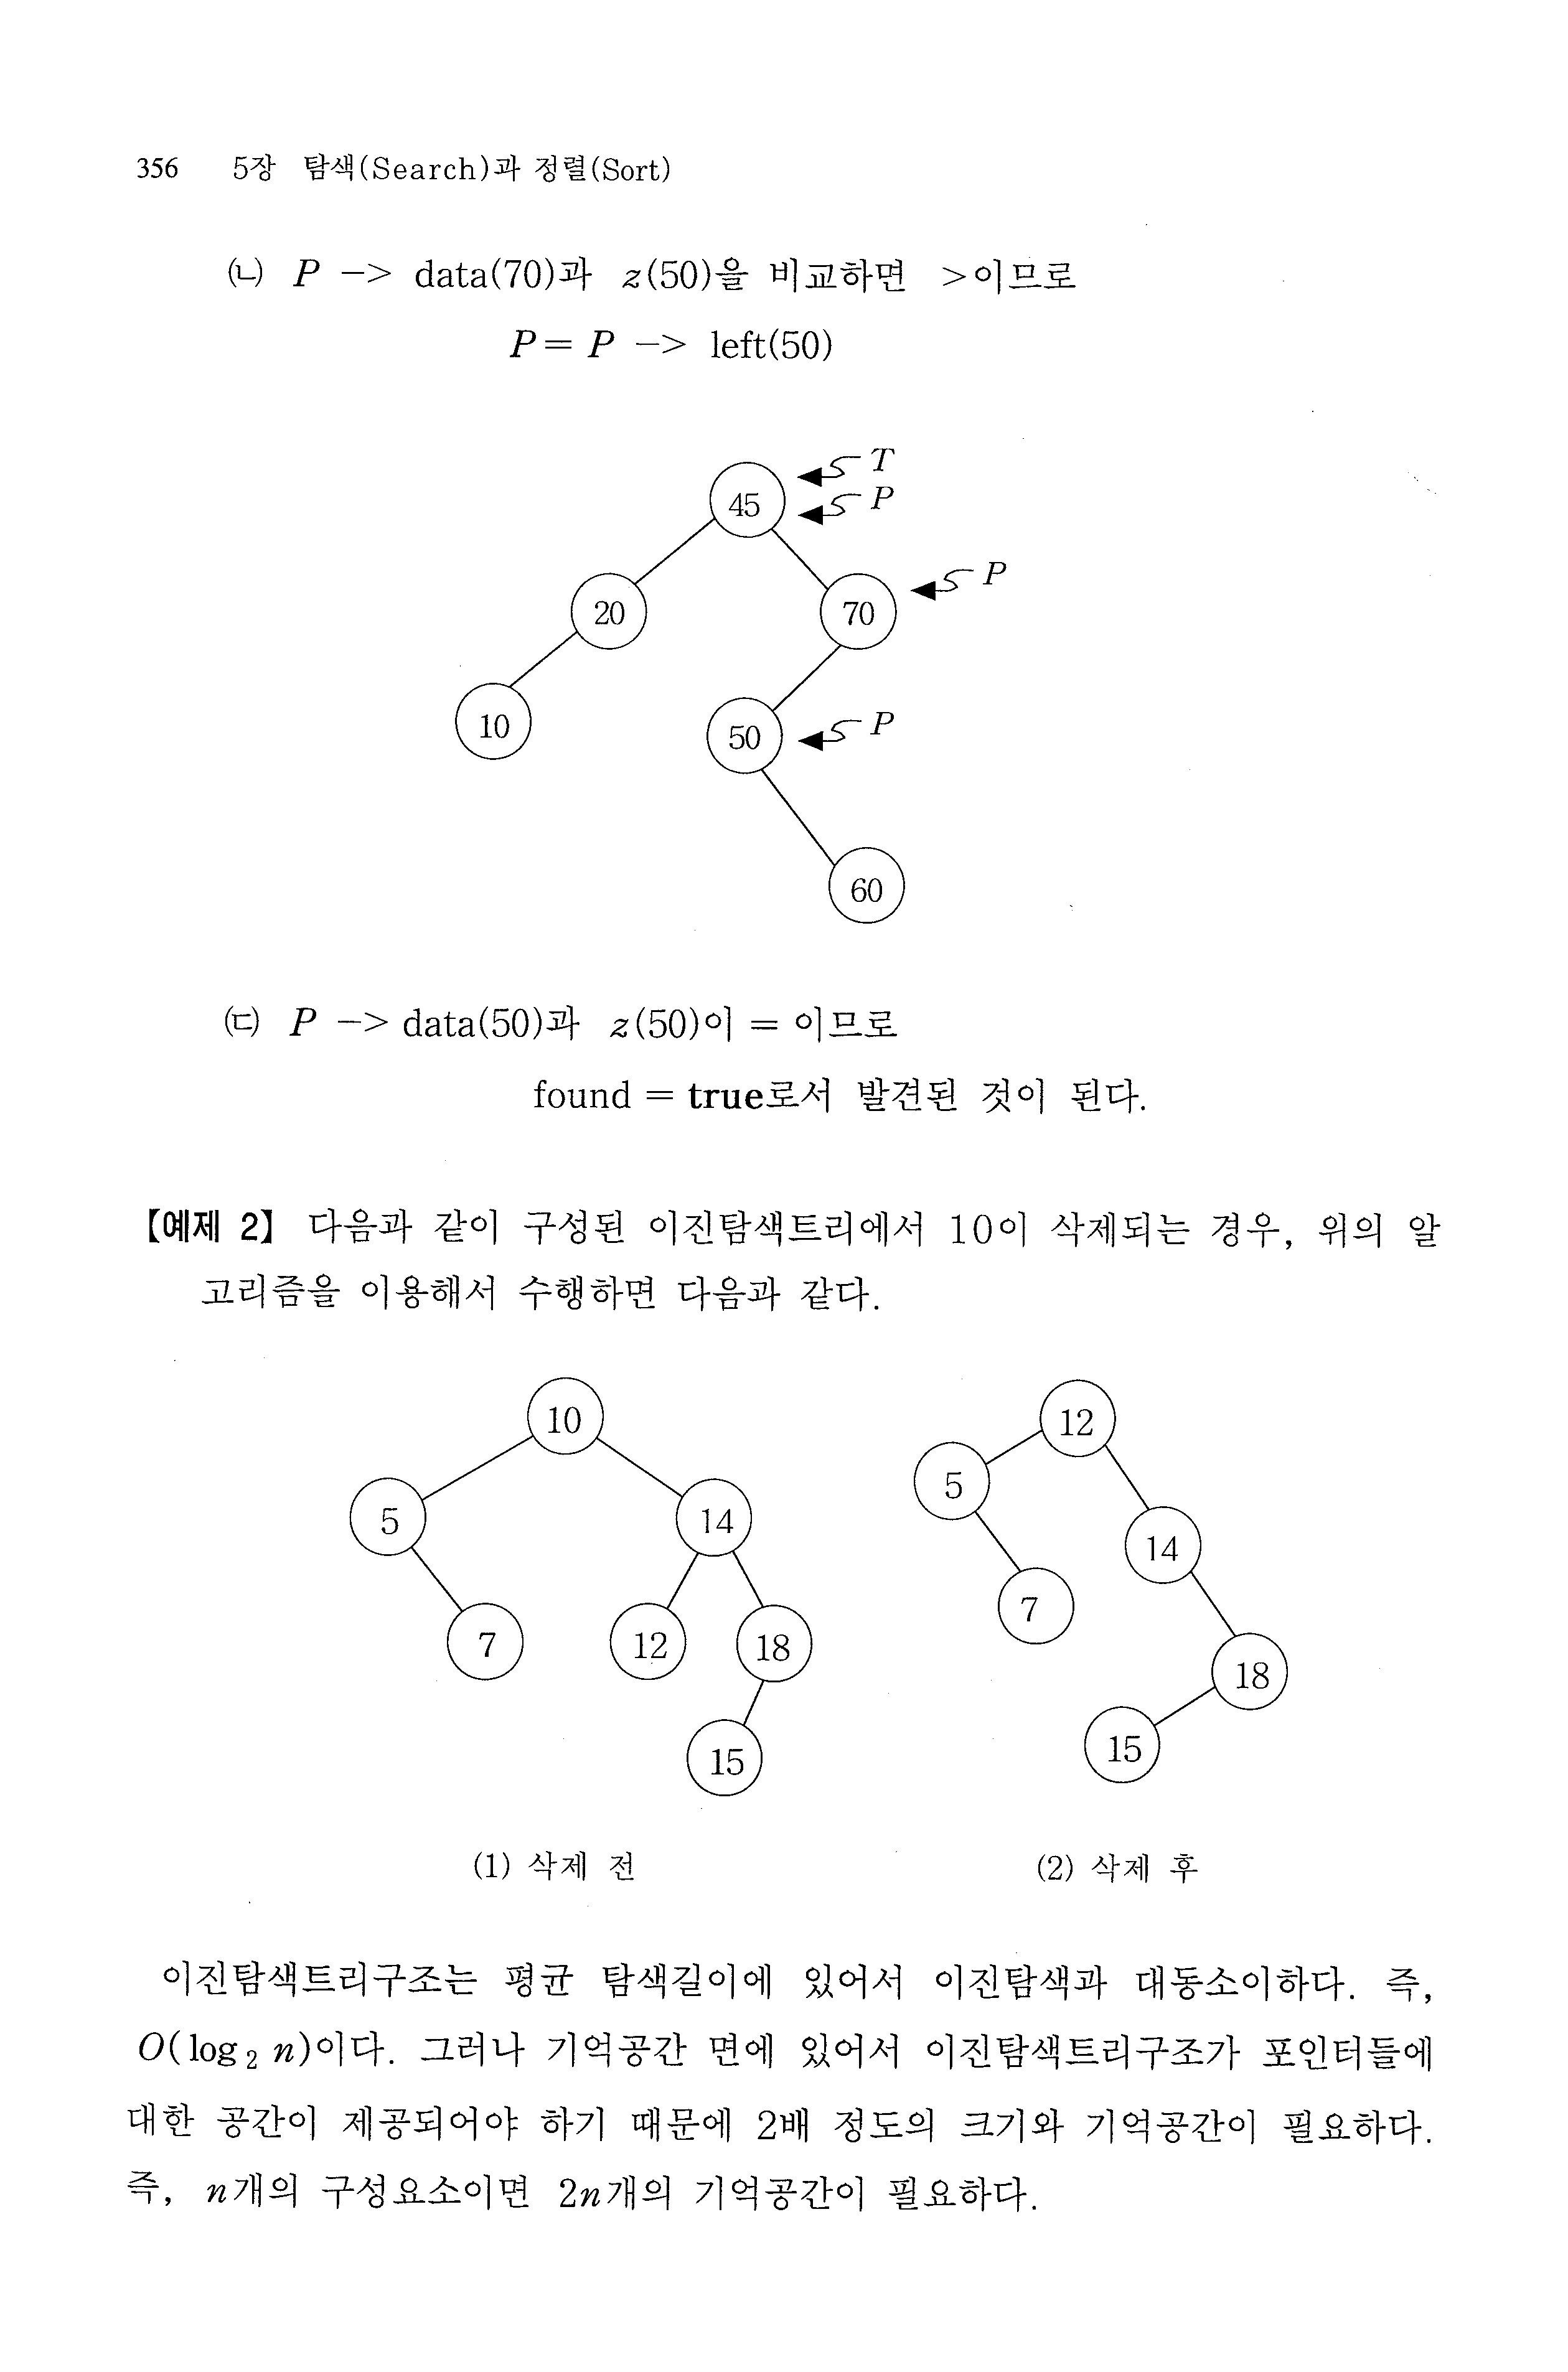 356 5장 탐색(Search)과 정렬(Sort)
㈏ P -> data(70)과 z(50)을 비교하면 >이므로
P= P -> left(50)
T
45 P
20 70 P
10 50 P
60
㈐ P -> data(50)과 z(50)이 = 이므로
found = true로서 발견된 것이 된다.
【예제 2】 다음과 같이 구성된 이진탐색트리에서 10이 삭제되는 경우, 위의 알
고리즘을 이용해서 수행하면 다음과 같다.
10
5 14
7 12 18
15
(1) 삭제 전
12
5
14
7
18
15
(2) 삭제 후
이진탐색트리구조는 평균 탐색길이에 있어서 이진탐색과 대동소이하다. 즉,
O(log₂ n)이다. 그러나 기억공간 면에 있어서 이진탐색트리구조가 포인터들에
대한 공간이 제공되어야 하기 때문에 2배 정도의 크기와 기억공간이 필요하다.
즉, n개의 구성요소이면 2n개의 기억공간이 필요하다.